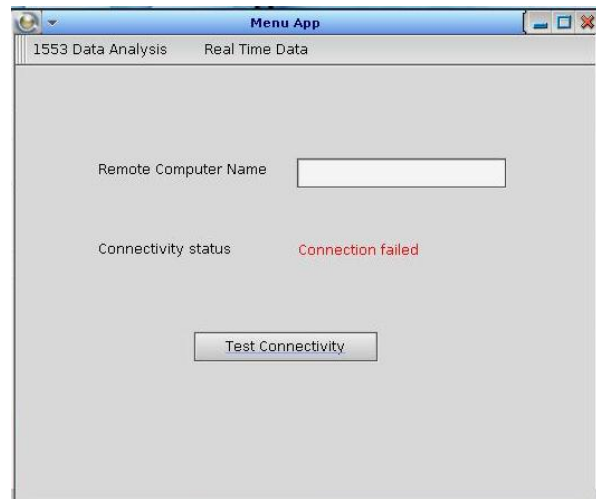 Menu App
1553 Data Analysis Real Time Data
Remote Computer Name
Connectivity status Connection failed
Test Connectivity